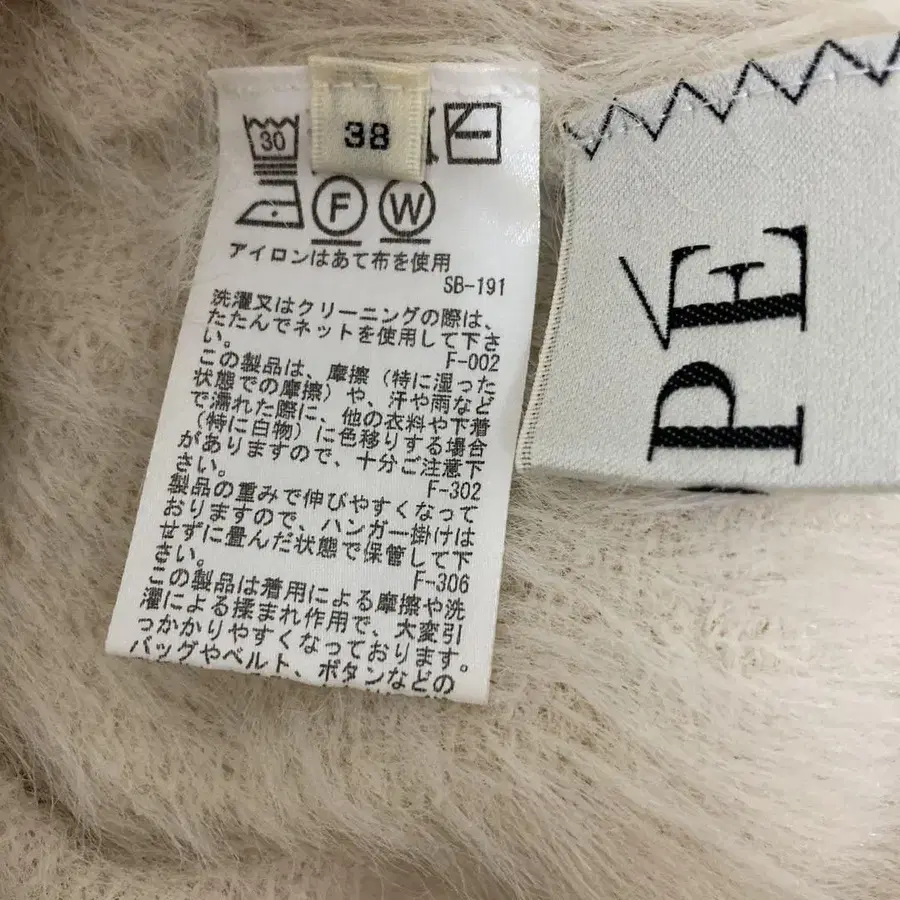 30
38
F
W
アイロンはあて布を使用
SB-191
洗濯又はクリーニングの際は、
たたんでネットを使用して下さ
い。
F-002
この製品は、摩擦（特に湿った
状態での摩擦）や、汗や雨など
で濡れた際に、他の衣料や下着
（特に白物）に色移りする場合
がありますので、十分ご注意下
さい。
F-302
製品の重みで伸びやすくなって
おりますので、ハンガー掛けは
せずに畳んだ状態で保管して下
さい。
F-306
この製品は着用による摩擦や洗
濯による揉まれ作用で、大変引
っかかりやすくなっております。
バッグやベルト、ボタンなどの
PÉ